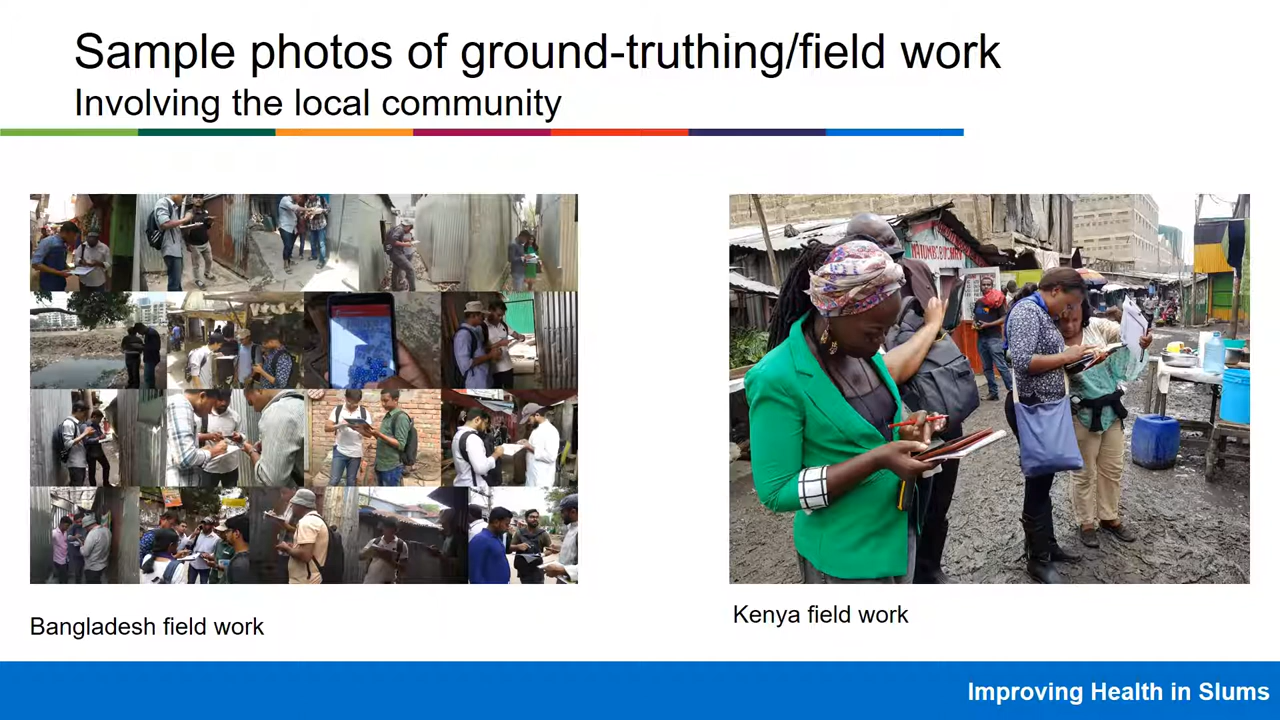 Sample photos of ground-truthing/field work
Involving the local community
Bangladesh field work
Kenya field work
Improving Health in Slums